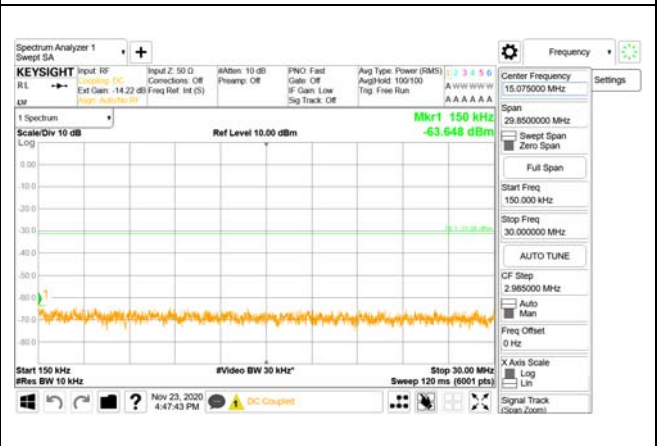 Spectrum Analyzer 1
Swept SA
Frequency
KEYSIGHT
RL
Input: RF
Coupling: DC
Ext Gain: -14.22 dB
Align: Auto/No RF
Input Z: 50 Ω
Corrections: Off
Freq Ref: Int (S)
#Atten: 10 dB
Preamp: Off
PNO: Fast
Gate: Off
IF Gain: Low
Sig Track: Off
Avg Type: Power (RMS)
Avg|Hold: 100/100
Trig: Free Run
1 2 3 4 5 6
A W W W W W
A A A A A A
1 Spectrum
Scale/Div 10 dB
Ref Level 10.00 dBm
Mkr1 150 kHz
-63.648 dBm
Log
0.00
-10.0
-20.0
-30.0
-40.0
-50.0
-60.0
-70.0
-80.0
1
Start 150 kHz
#Res BW 10 kHz
#Video BW 30 kHz*
Stop 30.00 MHz
Sweep 120 ms (6001 pts)
Nov 23, 2020
4:47:43 PM
DC Coupled
Center Frequency
15.075000 MHz
Settings
Span
29.8500000 MHz
Swept Span
Zero Span
Full Span
Start Freq
150.000 kHz
Stop Freq
30.000000 MHz
AUTO TUNE
CF Step
2.985000 MHz
Auto
Man
Freq Offset
0 Hz
X Axis Scale
Log
Lin
Signal Track
(Span Zoom)